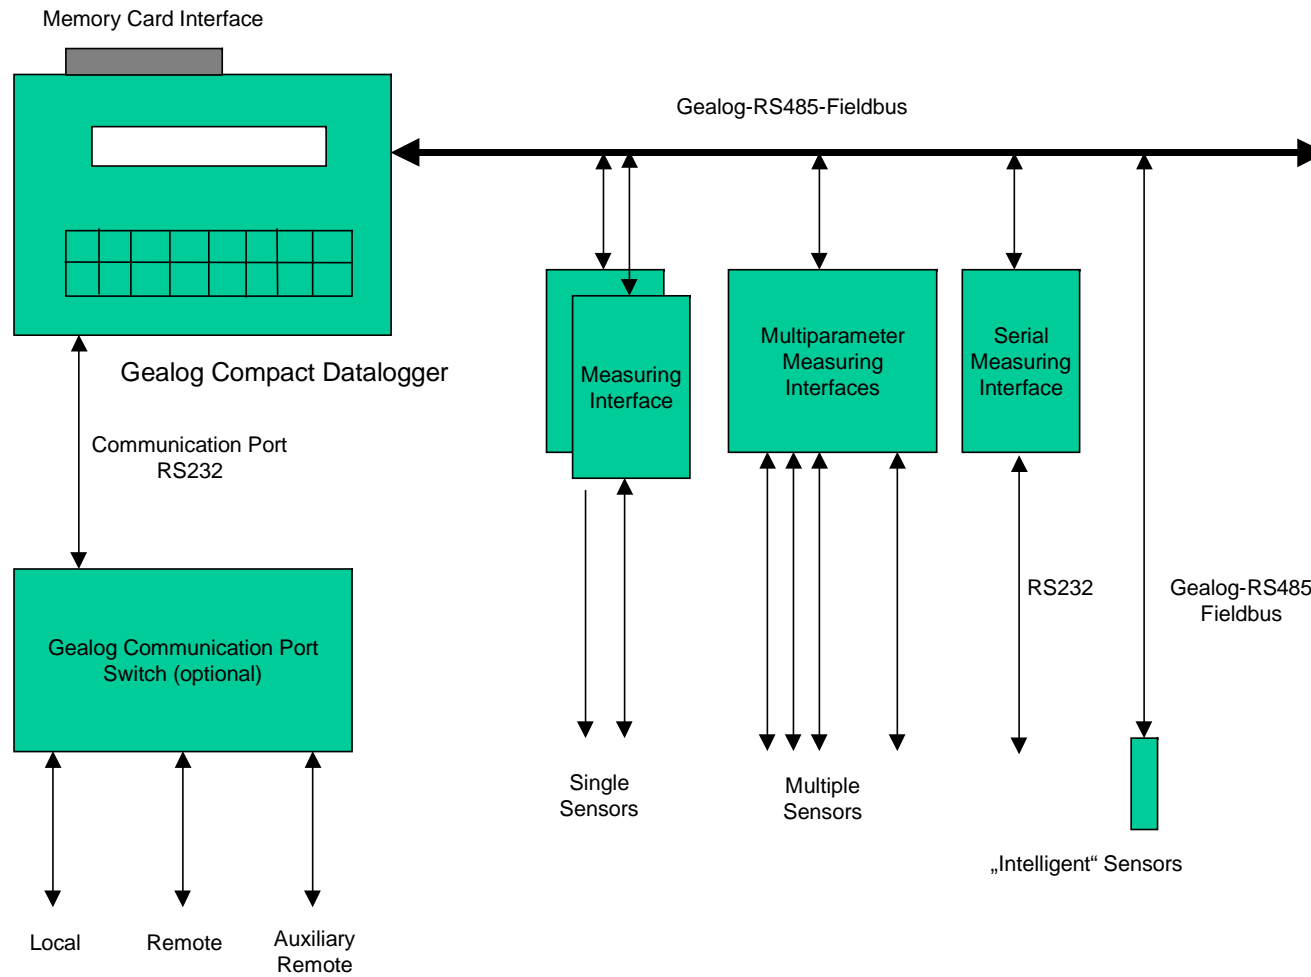 Memory Card Interface
Gealog-RS485-Fieldbus
Gealog Compact Datalogger
Measuring
Interface
Multiparameter
Measuring
Interfaces
Serial
Measuring
Interface
Communication Port
RS232
RS232
Gealog-RS485
Fieldbus
Gealog Communication Port
Switch (optional)
Single
Sensors
Multiple
Sensors
„Intelligent“ Sensors
Local
Remote
Auxiliary
Remote